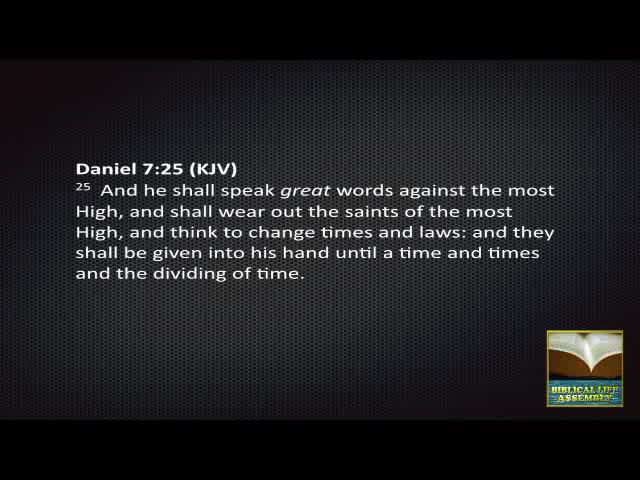 Daniel 7:25 (KJV)
25 And he shall speak great words against the most
High, and shall wear out the saints of the most
High, and think to change times and laws: and they
shall be given into his hand until a time and times
and the dividing of time.
BIBLICAL LIFE
ASSEMBLY